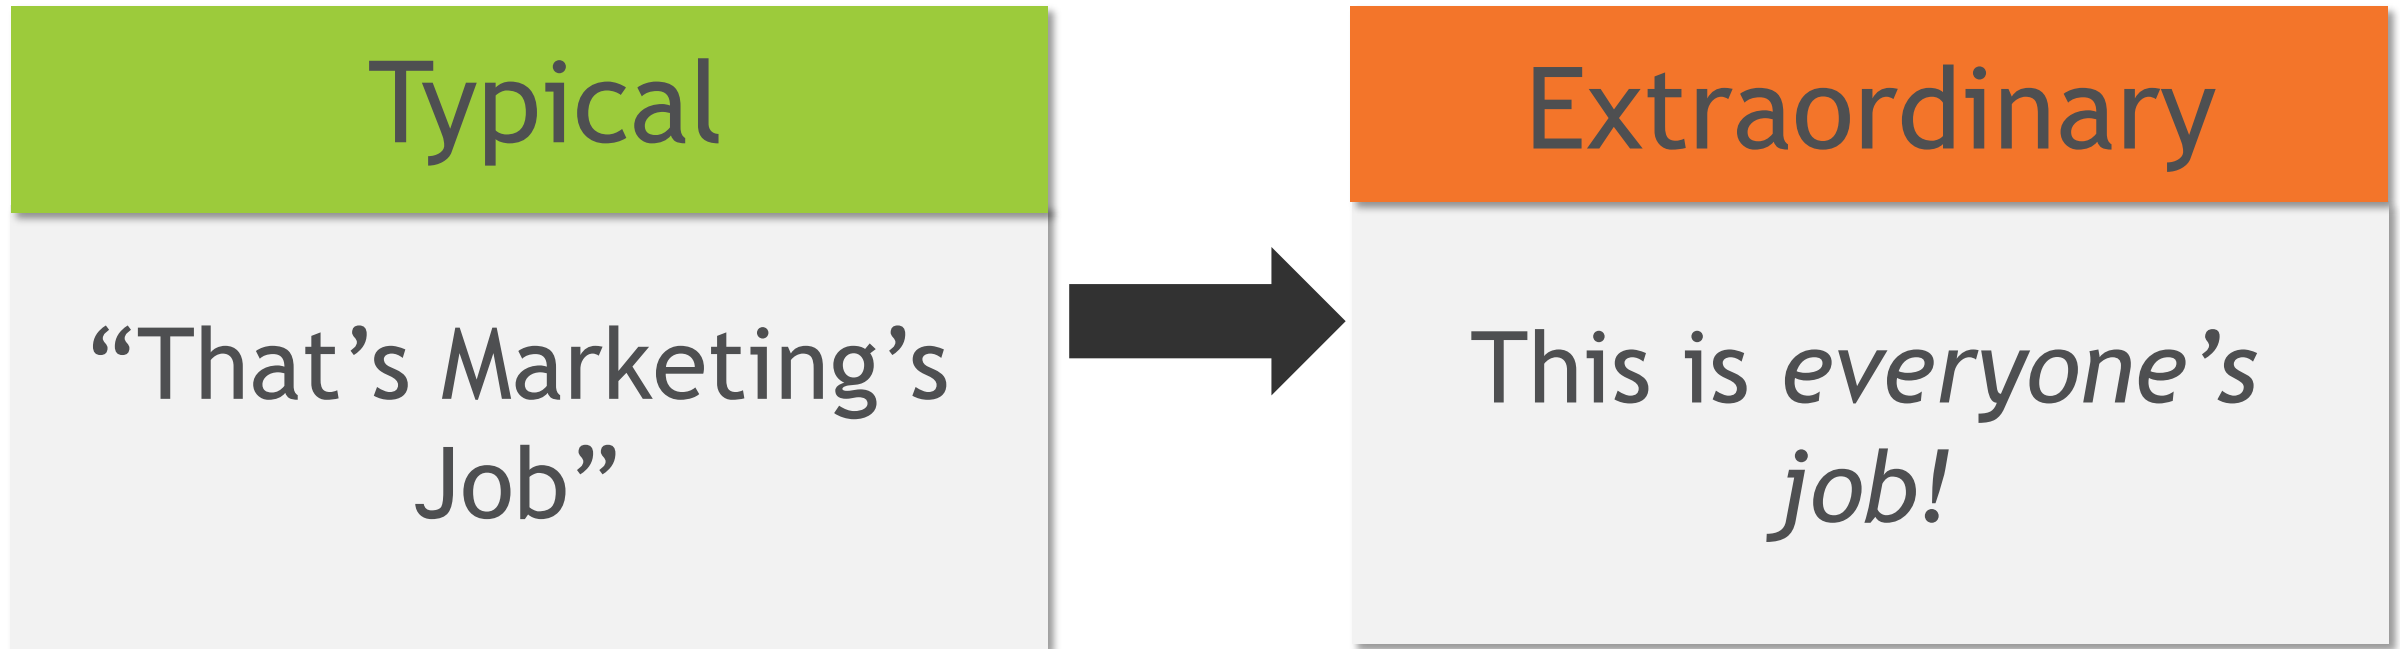 Typical
“That’s Marketing’s
Job”
Extraordinary
This is everyone’s
job!